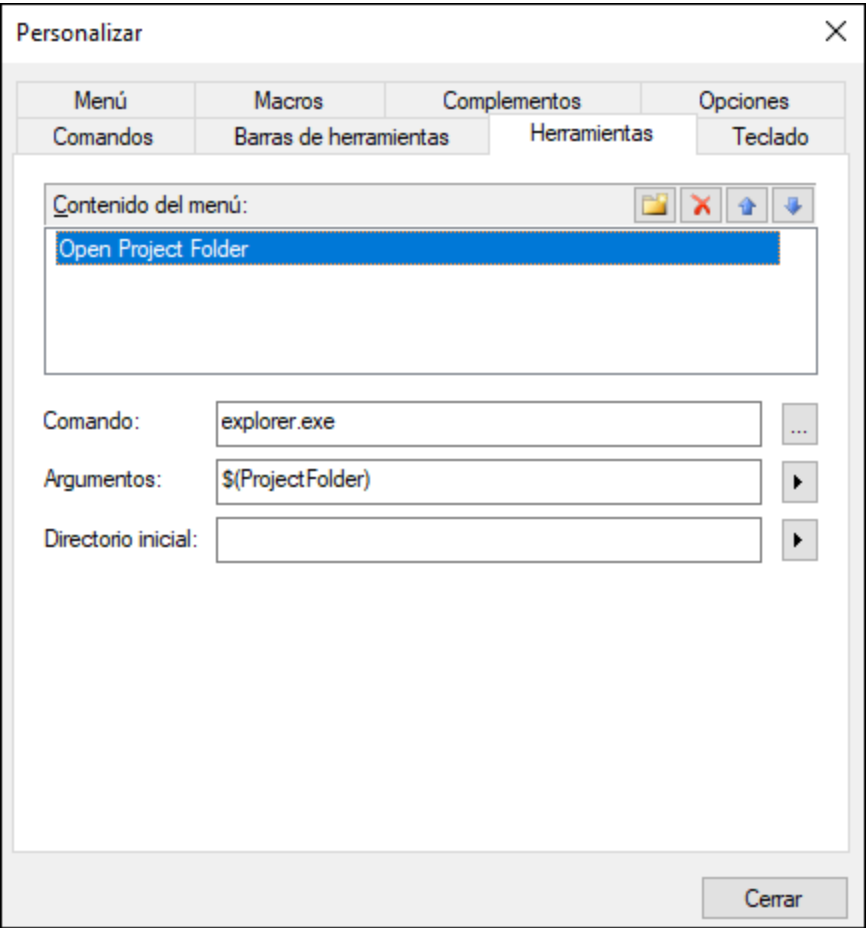 Personalizar
Menú Macros Complementos Opciones
Comandos Barras de herramientas Herramientas Teclado
Contenido del menú:
Open Project Folder
Comando: explorer.exe ...
Argumentos: $(ProjectFolder)
Directorio inicial:
Cerrar